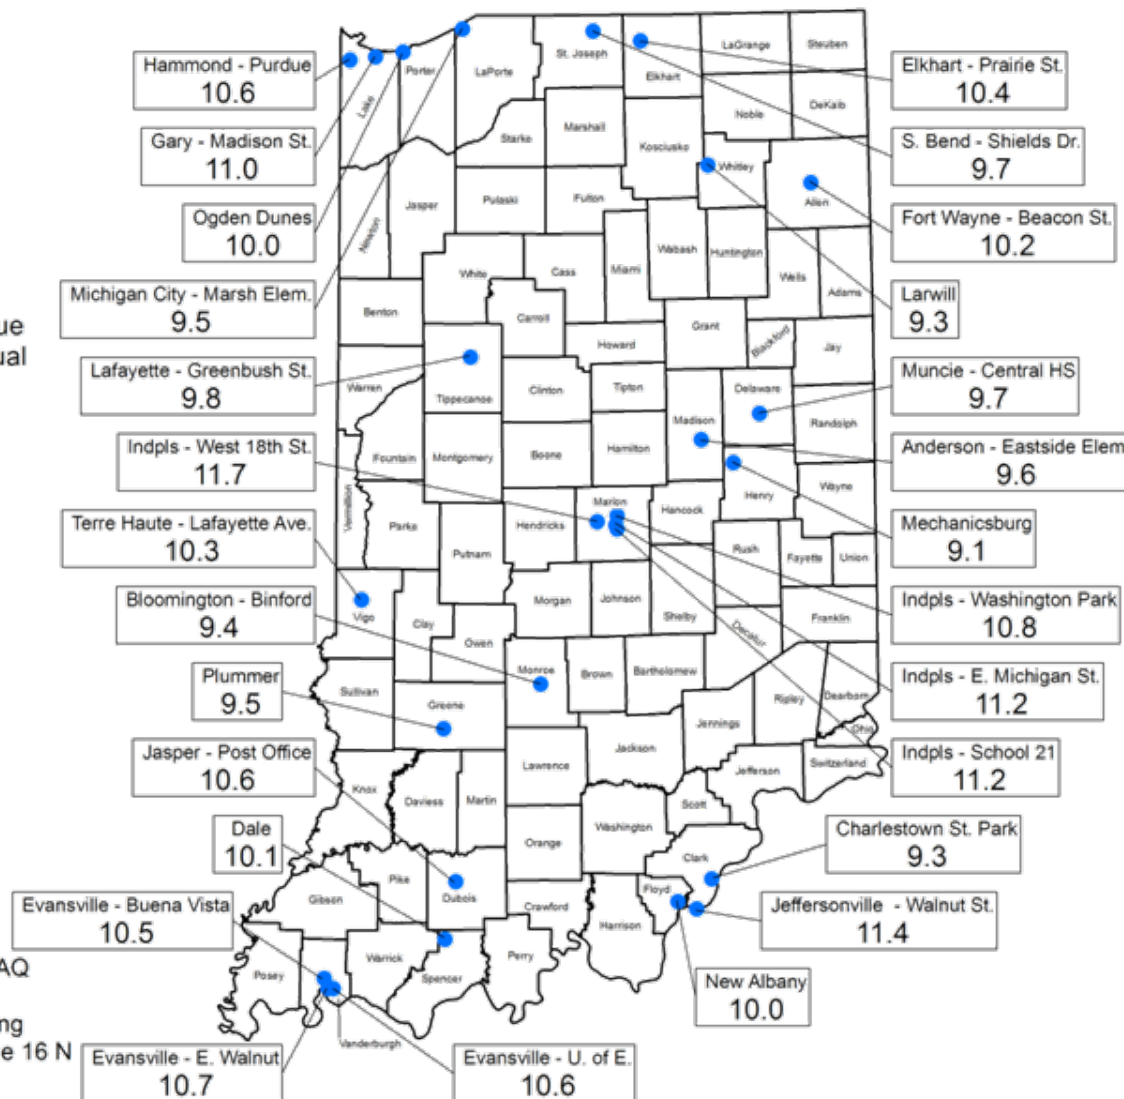 Hammond - Purdue
10.6
Gary - Madison St.
11.0
Ogden Dunes
10.0
Michigan City - Marsh Elem.
9.5
Lafayette - Greenbush St.
9.8
Indpls - West 18th St.
11.7
Terre Haute - Lafayette Ave.
10.3
Bloomington - Binford
9.4
Plummer
9.5
Jasper - Post Office
10.6
Dale
10.1
Evansville - Buena Vista
10.5
Evansville - E. Walnut
10.7
Evansville - U. of E.
10.6
Elkhart - Prairie St.
10.4
S. Bend - Shields Dr.
9.7
Fort Wayne - Beacon St.
10.2
Larwill
9.3
Muncie - Central HS
9.7
Anderson - Eastside Elem
9.6
Mechanicsburg
9.1
Indpls - Washington Park
10.8
Indpls - E. Michigan St.
11.2
Indpls - School 21
11.2
Charlestown St. Park
9.3
Jeffersonville - Walnut St.
11.4
New Albany
10.0
ue
ual
AQ
ng
e 16 N
Lake
Porter
LaPorte
St. Joseph
Elkhart
LaGrange
Steuben
Noble
DeKalb
Starke
Marshall
Kosciusko
Whitley
Allen
Newton
Jasper
Pulaski
Fulton
Wabash
Huntington
Miami
Wells
Adams
White
Cass
Benton
Carroll
Howard
Grant
Blackford
Jay
Warren
Tippecanoe
Clinton
Tipton
Madison
Delaware
Randolph
Fountain
Montgomery
Boone
Hamilton
Henry
Wayne
Vermillion
Parke
Putnam
Hendricks
Marion
Hancock
Rush
Fayette
Union
Vigo
Clay
Owen
Morgan
Johnson
Shelby
Decatur
Franklin
Sullivan
Greene
Monroe
Brown
Bartholomew
Jennings
Ripley
Dearborn
Ohio
Switzerland
Knox
Daviess
Martin
Lawrence
Jackson
Jefferson
Scott
Washington
Orange
Clark
Floyd
Harrison
Crawford
Gibson
Pike
Dubois
Posey
Warrick
Spencer
Perry
Vanderburgh